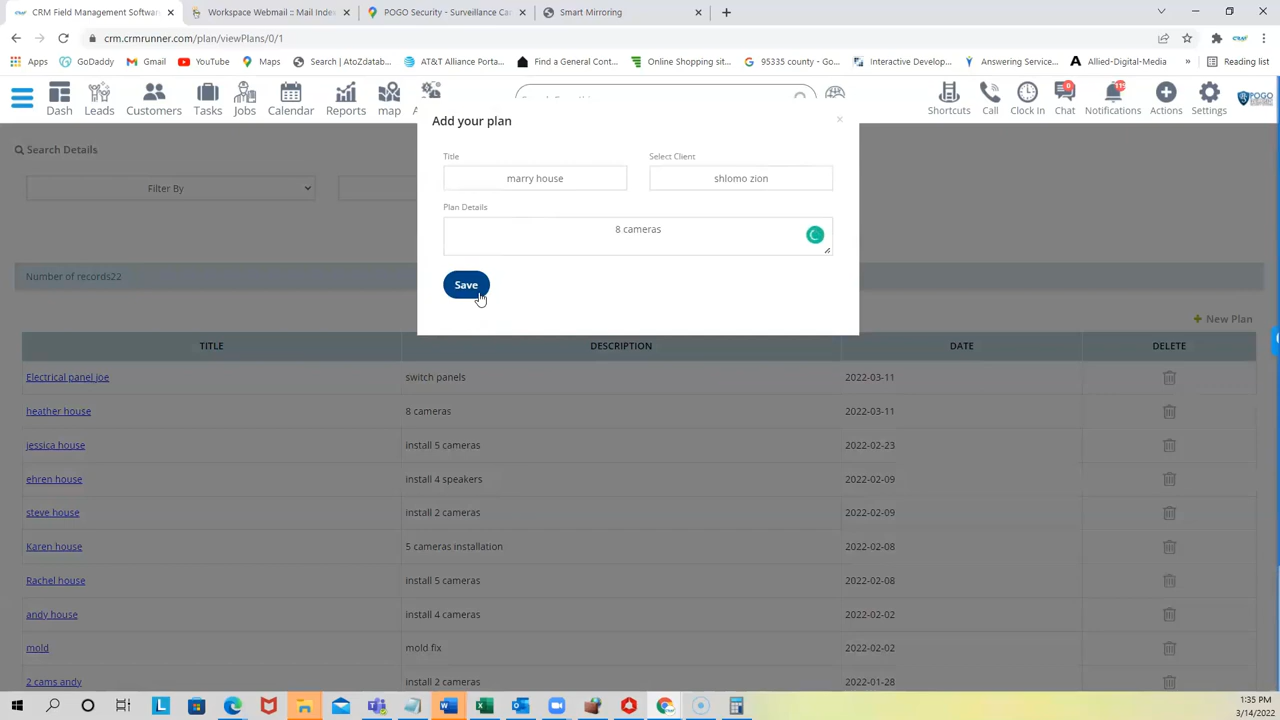 CRM Field Management Softwar
Workspace Webmail :: Mail Index
POGO Security - Surveillance Ca
Smart Mirroring
crm.crmrunner.com/plan/viewPlans/0/1
Apps
GoDaddy
Gmail
YouTube
Maps
Search | AtoZdatab...
AT&T Alliance Porta...
Find a General Cont...
Online Shopping sit...
95335 county - Go...
Interactive Develop...
Answering Service...
Allied-Digital-Media
»
Reading list
Dash
Leads
Customers
Tasks
Jobs
Calendar
Reports
map
Shortcuts
Call
Clock In
0
Chat
Notifications
Actions
Settings
POGO
Add your plan
×
Search Details
Title
Select Client
Filter By
marry house
shlomo zion
Plan Details
8 cameras
Number of records22
Save
+ New Plan
TITLE DESCRIPTION DATE DELETE
Electrical panel joe switch panels 2022-03-11
heather house 8 cameras 2022-03-11
jessica house install 5 cameras 2022-02-23
ehren house install 4 speakers 2022-02-09
steve house install 2 cameras 2022-02-09
Karen house 5 cameras installation 2022-02-08
Rachel house install 5 cameras 2022-02-08
andy house install 4 cameras 2022-02-02
mold mold fix 2022-02-02
2 cams andy install 2 cameras 2022-01-28
1:35 PM
3/14/2022